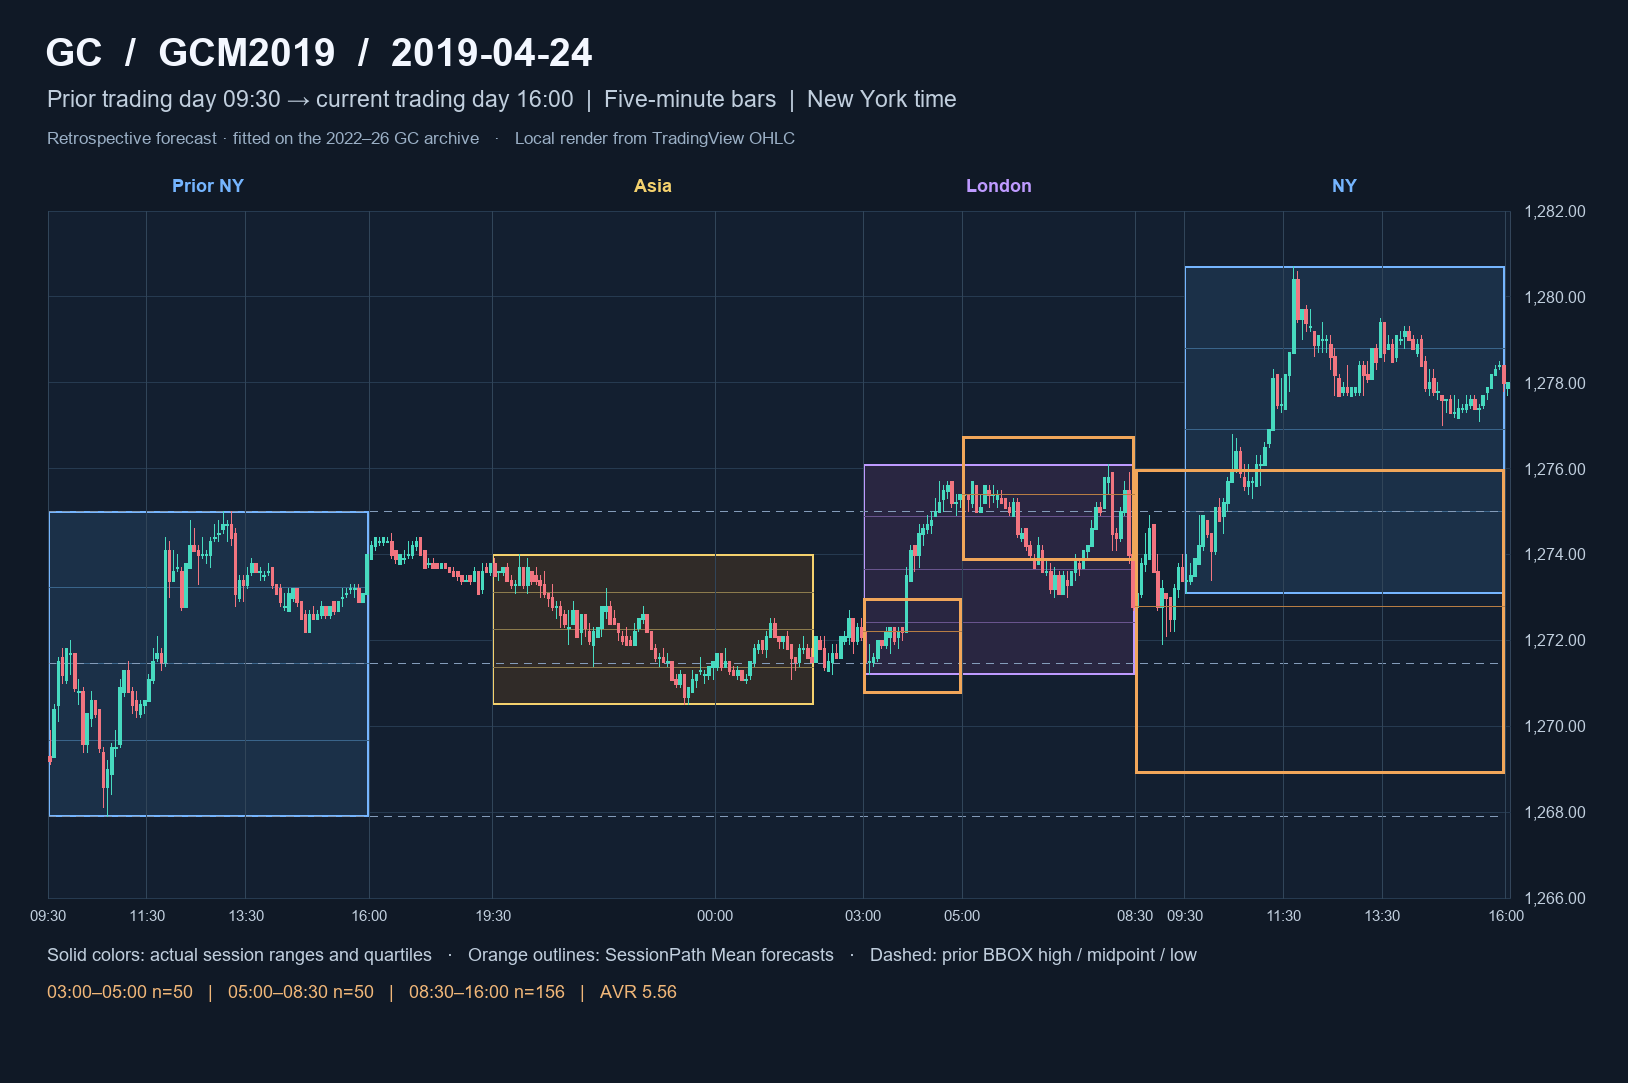 GC / GCM2019 / 2019-04-24
Prior trading day 09:30 → current trading day 16:00 | Five-minute bars | New York time
Retrospective forecast · fitted on the 2022–26 GC archive · Local render from TradingView OHLC
Prior NY Asia London NY
1,282.00
1,280.00
1,278.00
1,276.00
1,274.00
1,272.00
1,270.00
1,268.00
1,266.00
09:30 11:30 13:30 16:00 19:30 00:00 03:00 05:00 08:30 09:30 11:30 13:30 16:00
Solid colors: actual session ranges and quartiles · Orange outlines: SessionPath Mean forecasts · Dashed: prior BBOX high / midpoint / low
03:00–05:00 n=50 | 05:00–08:30 n=50 | 08:30–16:00 n=156 | AVR 5.56